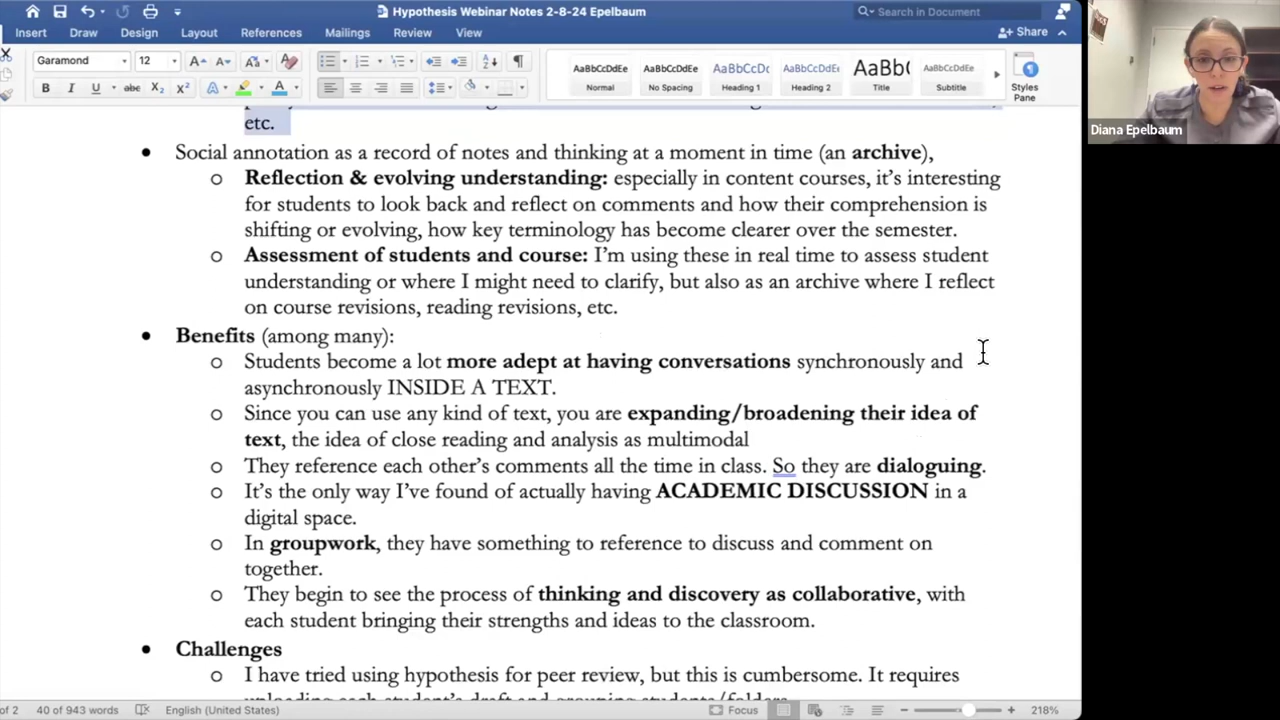 Hypothesis Webinar Notes 2-8-24 Epelbaum
Search in Document
Insert Draw Design Layout References Mailings Review View
Share
Garamond 12
AaBbCcDdEe AaBbCcDdEe AaBbCcDc AaBbCcDdEe AaBb( AaBbCcDdEe
Normal No Spacing Heading 1 Heading 2 Title Subtitle
Styles
Pane
Diana Epelbaum
etc.
• Social annotation as a record of notes and thinking at a moment in time (an archive),
o Reflection & evolving understanding: especially in content courses, it's interesting
for students to look back and reflect on comments and how their comprehension is
shifting or evolving, how key terminology has become clearer over the semester.
o Assessment of students and course: I'm using these in real time to assess student
understanding or where I might need to clarify, but also as an archive where I reflect
on course revisions, reading revisions, etc.
• Benefits (among many):
o Students become a lot more adept at having conversations synchronously and
asynchronously INSIDE A TEXT.
o Since you can use any kind of text, you are expanding/broadening their idea of
text, the idea of close reading and analysis as multimodal
o They reference each other's comments all the time in class. So they are dialoguing.
o It's the only way I've found of actually having ACADEMIC DISCUSSION in a
digital space.
o In groupwork, they have something to reference to discuss and comment on
together.
o They begin to see the process of thinking and discovery as collaborative, with
each student bringing their strengths and ideas to the classroom.
• Challenges
o I have tried using hypothesis for peer review, but this is cumbersome. It requires
uploading each student's draft and grouping students/folders
of 2 40 of 943 words English (United States) Focus 218%